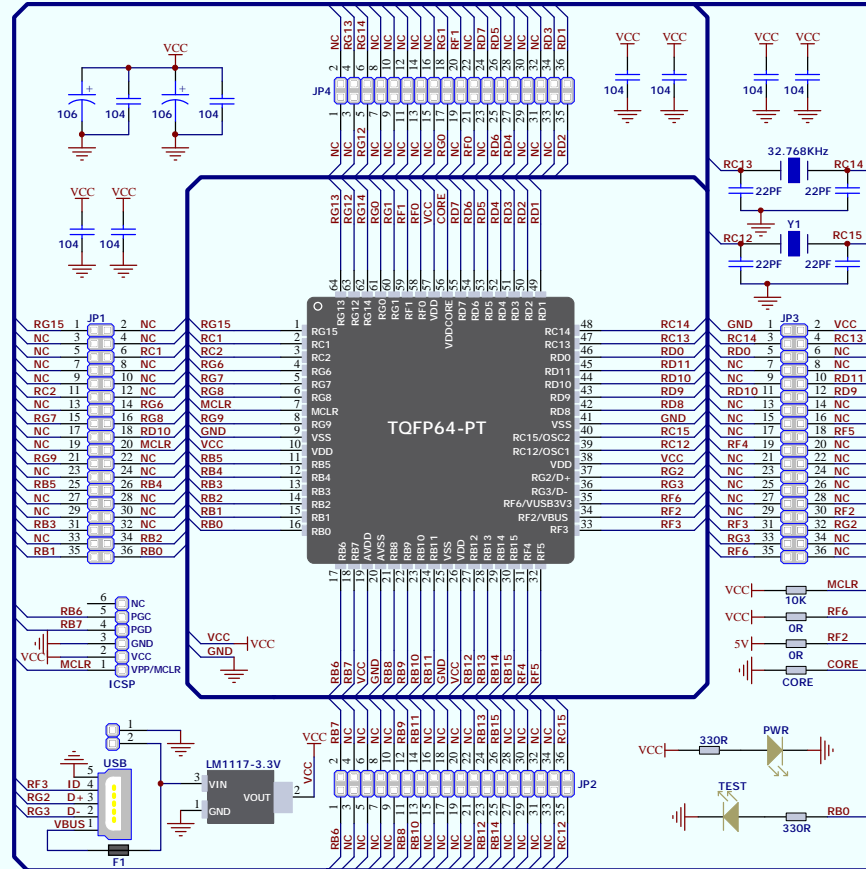 NC RG13 RG14 NC NC NC NC NC RG1 RF1 NC RD7 RD5 NC NC NC RD3 RD1
2 4 6 8 10 12 14 16 18 20 22 24 26 28 30 32 34 36
JP4
1 3 5 7 9 11 13 15 17 19 21 23 25 27 29 31 33 35
NC NC RG12 NC NC NC NC NC RG0 NC RF0 NC RD6 RD4 NC NC NC RD2
VCC
+ +
106 104 106 104
VCC VCC
104 104
VCC VCC VCC VCC
104 104 104 104
32.768KHz
RC13 RC14
22PF 22PF
Y1
RC12 RC15
22PF 22PF
RG13 RG12 RG14 RG0 RG1 RF1 RF0 VCC CORE RD7 RD6 RD5 RD4 RD3 RD2 RD1
64 63 62 61 60 59 58 57 56 55 54 53 52 51 50 49
RG13 RG12 RG14 RG0 RG1 RF1 RF0 VDD VDDCORE RD7 RD6 RD5 RD4 RD3 RD2 RD1
JP1
RG15 1 2 NC
NC 3 4 NC
NC 5 6 RC1
NC 7 8 NC
NC 9 10 NC
RC2 11 12 NC
NC 13 14 RG6
RG7 15 16 RG8
NC 17 18 RD10
NC 19 20 MCLR
RG9 21 22 NC
NC 23 24 NC
RB5 25 26 RB4
NC 27 28 NC
NC 29 30 NC
RB3 31 32 NC
NC 33 34 RB2
RB1 35 36 RB0
RG15 1 RG15
RC1 2 RC1
RC2 3 RC2
RG6 4 RG6
RG7 5 RG7
RG8 6 RG8
MCLR 7 MCLR
RG9 8 RG9
GND 9 VSS
VCC 10 VDD
RB5 11 RB5
RB4 12 RB4
RB3 13 RB3
RB2 14 RB2
RB1 15 RB1
RB0 16 RB0
TQFP64-PT
RC14 48 RC14
RC13 47 RC13
RD0 46 RD0
RD11 45 RD11
RD10 44 RD10
RD9 43 RD9
RD8 42 RD8
VSS 41 GND
RC15/OSC2 40 RC15
RC12/OSC1 39 RC12
VDD 38 VCC
RG2/D+ 37 RG2
RG3/D- 36 RG3
RF6/VUSB3V3 35 RF6
RF2/VBUS 34 RF2
RF3 33 RF3
JP3
GND 1 2 VCC
RC14 3 4 RC13
RD0 5 6 NC
NC 7 8 NC
NC 9 10 RD11
RD10 11 12 RD9
NC 13 14 NC
NC 15 16 NC
NC 17 18 RF5
RF4 19 20 NC
NC 21 22 NC
NC 23 24 NC
NC 25 26 NC
NC 27 28 NC
NC 29 30 RF2
RF3 31 32 RG2
RG3 33 34 NC
RF6 35 36 NC
RB6 RB7 AVDD AVSS RB8 RB9 RB10 RB11 VSS VDD RB12 RB13 RB14 RB15 RF4 RF5
17 18 19 20 21 22 23 24 25 26 27 28 29 30 31 32
RB6 RB7 VCC GND RB8 RB9 RB10 RB11 GND VCC RB12 RB13 RB14 RB15 RF4 RF5
6 NC
RB6 5 PGC
RB7 4 PGD
3 GND
VCC 2 VCC
MCLR 1 VPP/MCLR
ICSP
VCC VCC
GND
VCC 10K MCLR
VCC 0R RF6
5V 0R RF2
CORE CORE
1
2
USB
5
RF3 ID 4
RG2 D+ 3
RG3 D- 2
VBUS 1
F1
LM1117-3.3V
3 VIN
VOUT 2
1 GND
VCC
VCC
RB7 NC NC NC NC RB9 RB11 NC NC NC NC RB13 RB15 NC NC NC NC RC15
2 4 6 8 10 12 14 16 18 20 22 24 26 28 30 32 34 36
JP2
1 3 5 7 9 11 13 15 17 19 21 23 25 27 29 31 33 35
RB6 NC NC NC NC RB8 RB10 NC NC NC NC RB12 RB14 NC NC NC NC RC12
VCC 330R PWR
TEST 330R RB0